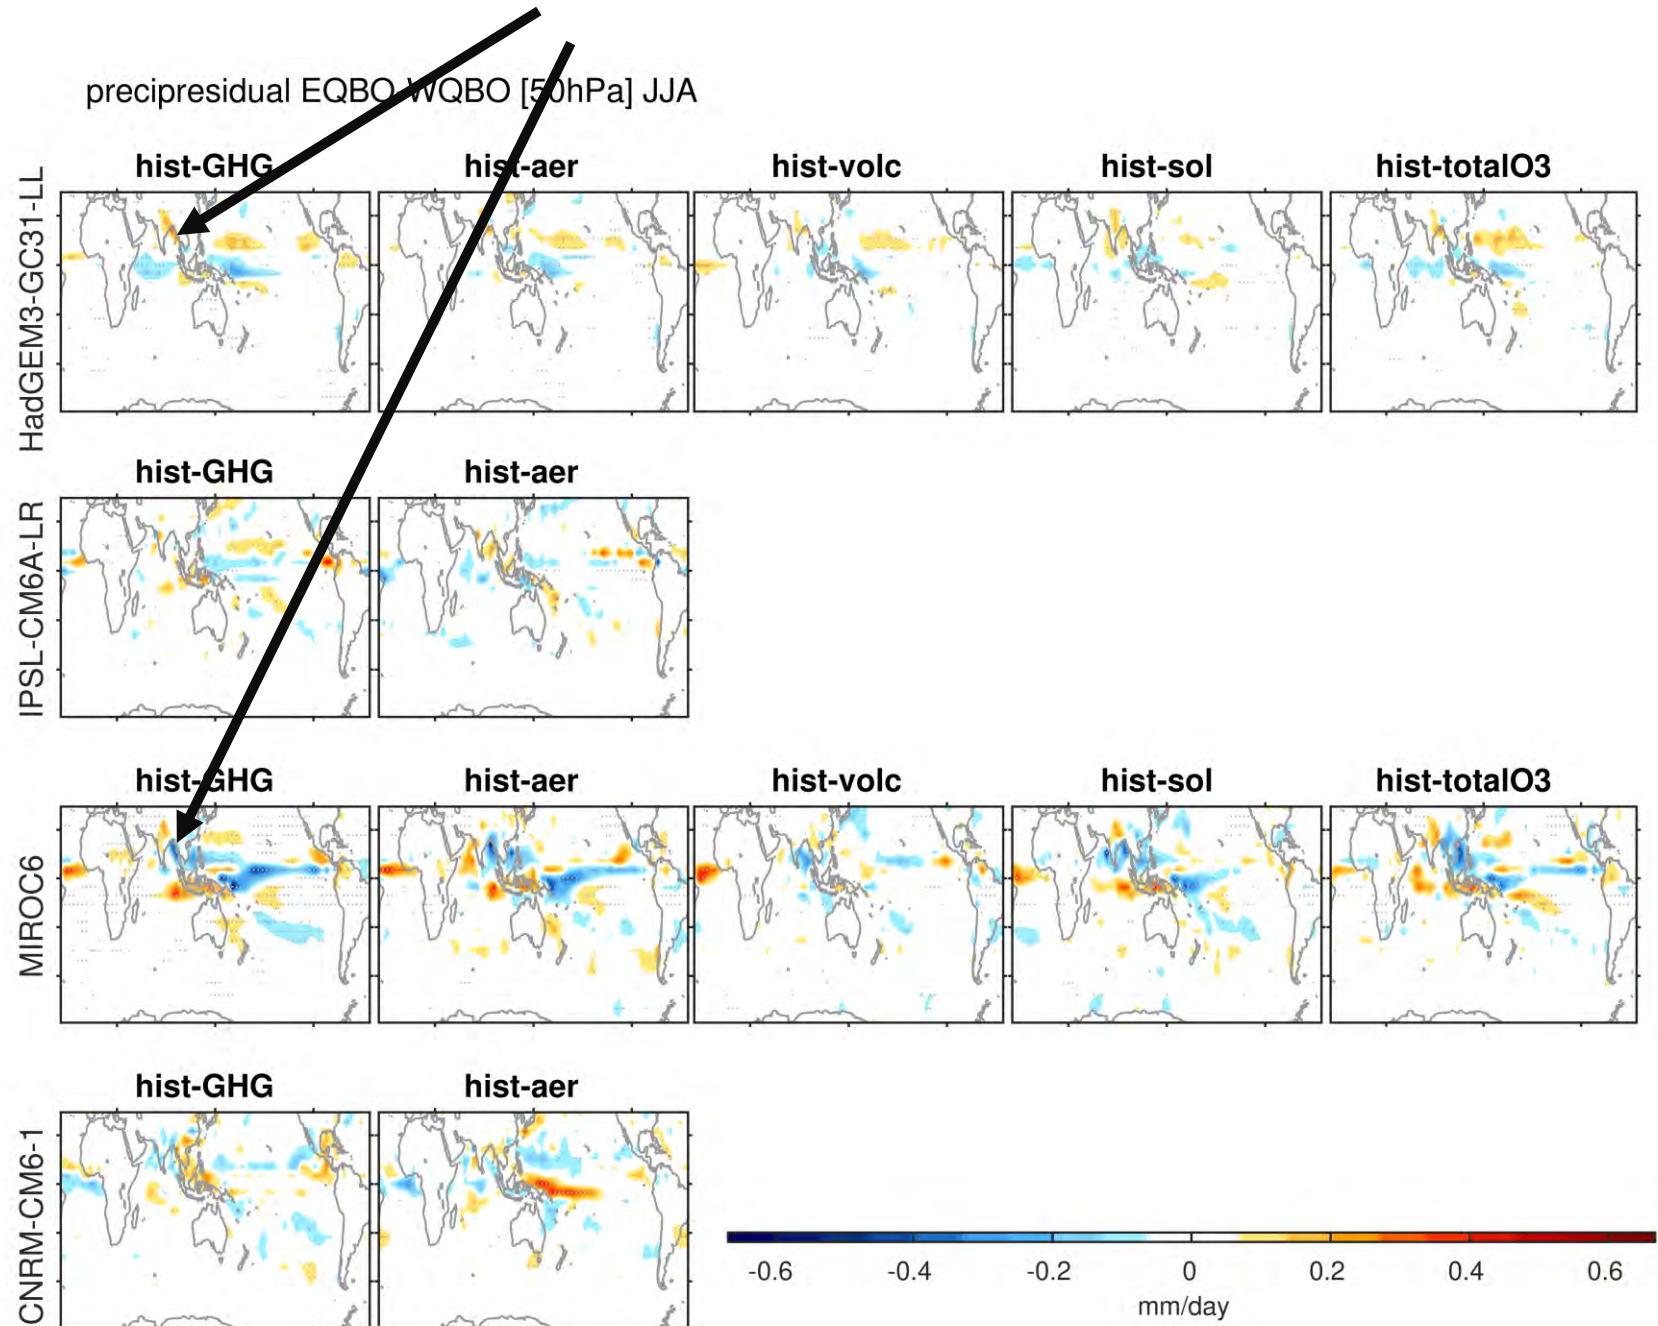 precipresidual EQBO-WQBO [50hPa] JJA
hist-GHG hist-aer hist-volc hist-sol hist-totalO3
HadGEM3-GC31-LL
hist-GHG hist-aer
IPSL-CM6A-LR
hist-GHG hist-aer hist-volc hist-sol hist-totalO3
MIROC6
hist-GHG hist-aer
CNRM-CM6-1
-0.6 -0.4 -0.2 0 0.2 0.4 0.6
mm/day